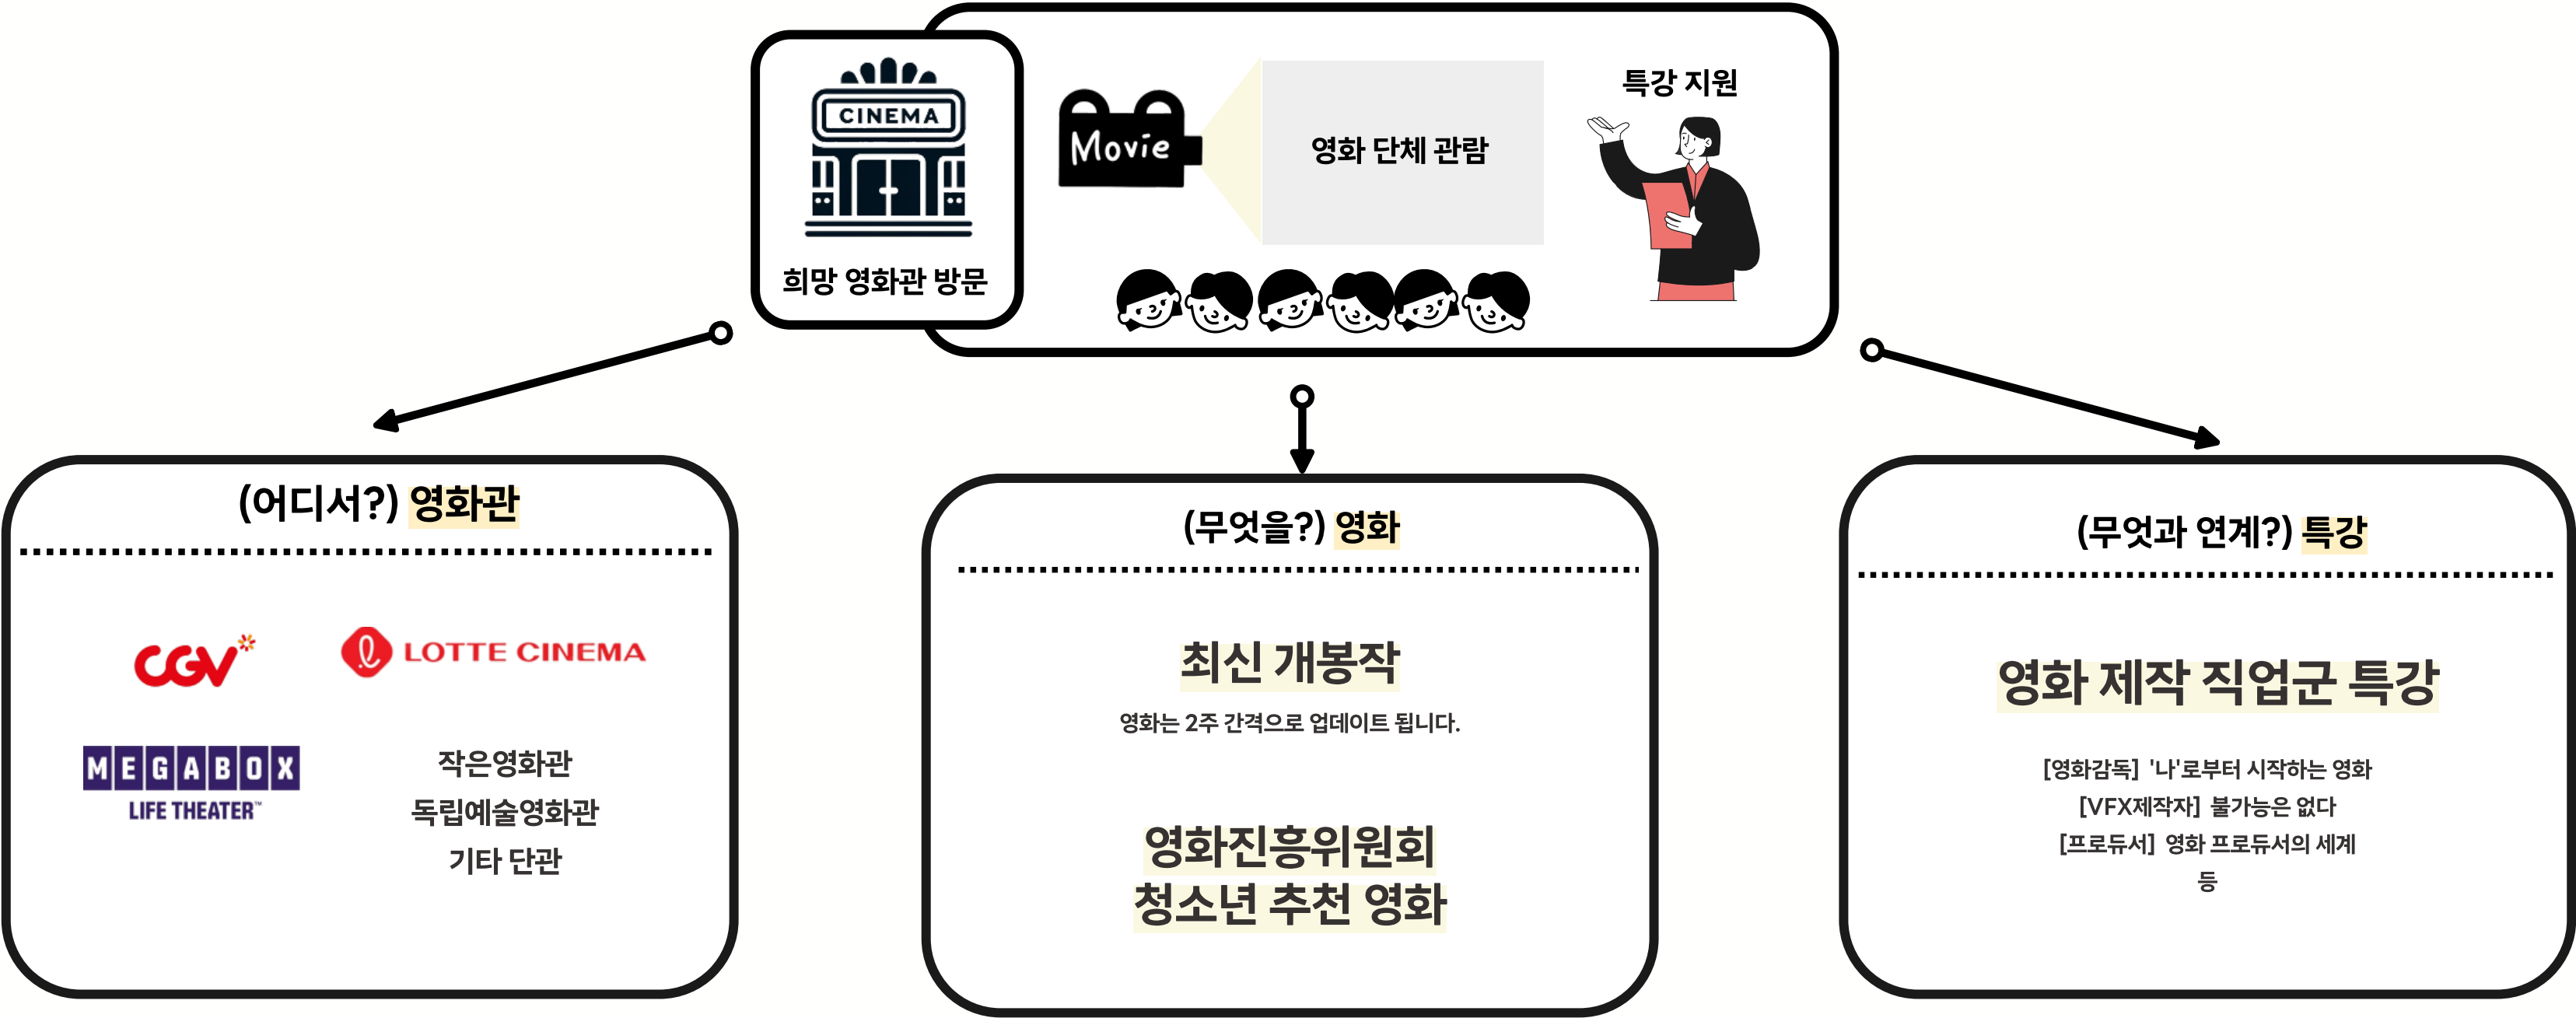 CINEMA
희망 영화관 방문
Movie
영화 단체 관람
특강 지원
(어디서?) 영화관
CGV
LOTTE CINEMA
MEGABOX
LIFE THEATER™
작은영화관
독립예술영화관
기타 단관
(무엇을?) 영화
최신 개봉작
영화는 2주 간격으로 업데이트 됩니다.
영화진흥위원회
청소년 추천 영화
(무엇과 연계?) 특강
영화 제작 직업군 특강
[영화감독] '나'로부터 시작하는 영화
[VFX제작자] 불가능은 없다
[프로듀서] 영화 프로듀서의 세계
등